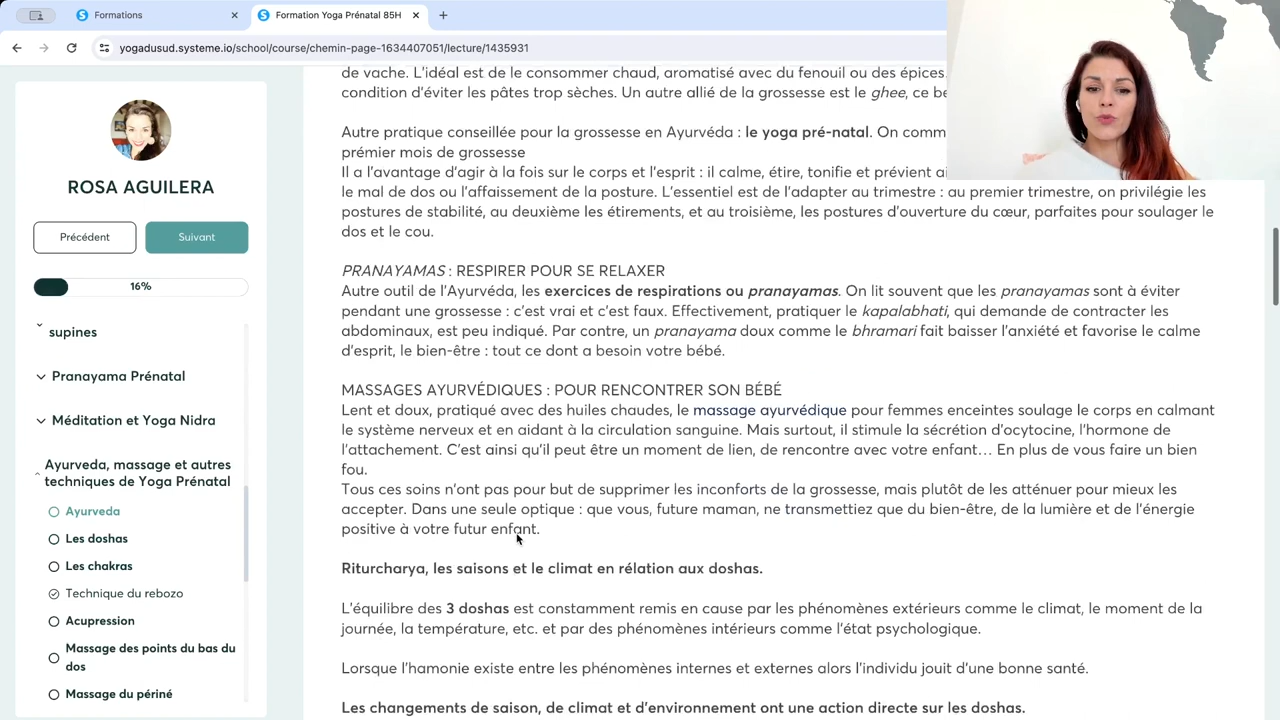 Formations
Formation Yoga Prénatal 85H
yogadusud.systeme.io/school/course/chemin-page-1634407051/lecture/1435931
ROSA AGUILERA
Précédent
Suivant
16%
supines
Pranayama Prénatal
Méditation et Yoga Nidra
Ayurveda, massage et autres
techniques de Yoga Prénatal
Ayurveda
Les doshas
Les chakras
Technique du rebozo
Acupression
Massage des points du bas du
dos
Massage du périné
de vache. L'idéal est de le consommer chaud, aromatisé avec du fenouil ou des épices.
condition d'éviter les pâtes trop sèches. Un autre allié de la grossesse est le ghee, ce
Autre pratique conseillée pour la grossesse en Ayurvéda : le yoga pré-natal. On
prémier mois de grossesse
Il a l'avantage d'agir à la fois sur le corps et l'esprit : il calme, étire, tonifie et prévient
le mal de dos ou l'affaissement de la posture. L'essentiel est de l'adapter au trimestre : au premier trimestre, on privilégie les
postures de stabilité, au deuxième les étirements, et au troisième, les postures d'ouverture du cœur, parfaites pour soulager le
dos et le cou.
PRANAYAMAS : RESPIRER POUR SE RELAXER
Autre outil de l'Ayurvéda, les exercices de respirations ou pranayamas. On lit souvent que les pranayamas sont à éviter
pendant une grossesse : c'est vrai et c'est faux. Effectivement, pratiquer le kapalabhati, qui demande de contracter les
abdominaux, est peu indiqué. Par contre, un pranayama doux comme le bhramari fait baisser l'anxiété et favorise le calme
d'esprit, le bien-être : tout ce dont a besoin votre bébé.
MASSAGES AYURVÉDIQUES : POUR RENCONTRER SON BÉBÉ
Lent et doux, pratiqué avec des huiles chaudes, le massage ayurvédique pour femmes enceintes soulage le corps en calmant
le système nerveux et en aidant à la circulation sanguine. Mais surtout, il stimule la sécrétion d'ocytocine, l'hormone de
l'attachement. C'est ainsi qu'il peut être un moment de lien, de rencontre avec votre enfant… En plus de vous faire un bien
fou.
Tous ces soins n'ont pas pour but de supprimer les inconforts de la grossesse, mais plutôt de les atténuer pour mieux les
accepter. Dans une seule optique : que vous, future maman, ne transmettiez que du bien-être, de la lumière et de l'énergie
positive à votre futur enfant.
Riturcharya, les saisons et le climat en rélation aux doshas.
L'équilibre des 3 doshas est constamment remis en cause par les phénomènes extérieurs comme le climat, le moment de la
journée, la température, etc. et par des phénomènes intérieurs comme l'état psychologique.
Lorsque l'hamonie existe entre les phénomènes internes et externes alors l'individu jouit d'une bonne santé.
Les changements de saison, de climat et d'environnement ont une action directe sur les doshas.